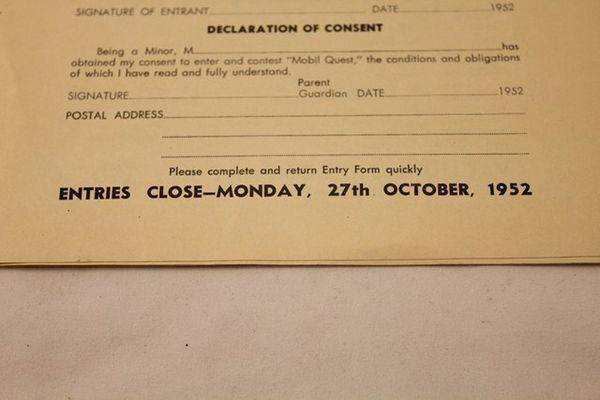 SIGNATURE OF ENTRANT DATE 1952
DECLARATION OF CONSENT
Being a Minor, M has
obtained my consent to enter and contest "Mobil Quest," the conditions and obligations
of which I have read and fully understand.
Parent
SIGNATURE Guardian DATE 1952
POSTAL ADDRESS
Please complete and return Entry Form quickly
ENTRIES CLOSE—MONDAY, 27th OCTOBER, 1952